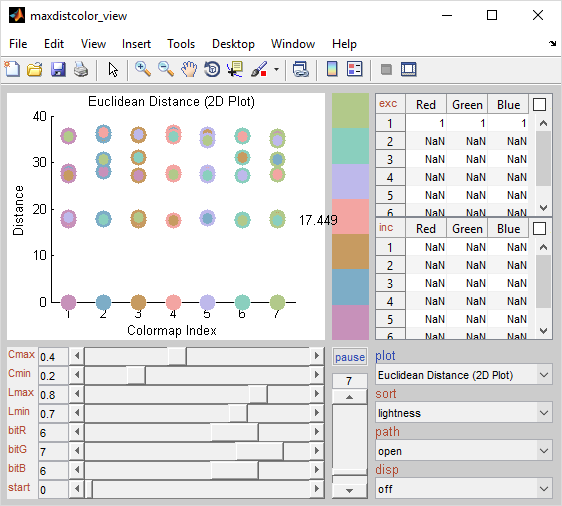 maxdistcolor_view
File Edit View Insert Tools Desktop Window Help
Euclidean Distance (2D Plot)
40
30
20
10
0
Distance
17.449
1 2 3 4 5 6 7
Colormap Index
exc Red Green Blue
1 1 1 1
2 NaN NaN NaN
3 NaN NaN NaN
4 NaN NaN NaN
5 NaN NaN NaN
6 NaN NaN NaN
inc Red Green Blue
1 NaN NaN NaN
2 NaN NaN NaN
3 NaN NaN NaN
4 NaN NaN NaN
5 NaN NaN NaN
6 NaN NaN NaN
Cmax 0.4
Cmin 0.2
Lmax 0.8
Lmin 0.7
bitR 6
bitG 7
bitB 6
start 0
pause
7
plot
Euclidean Distance (2D Plot)
sort
lightness
path
open
disp
off